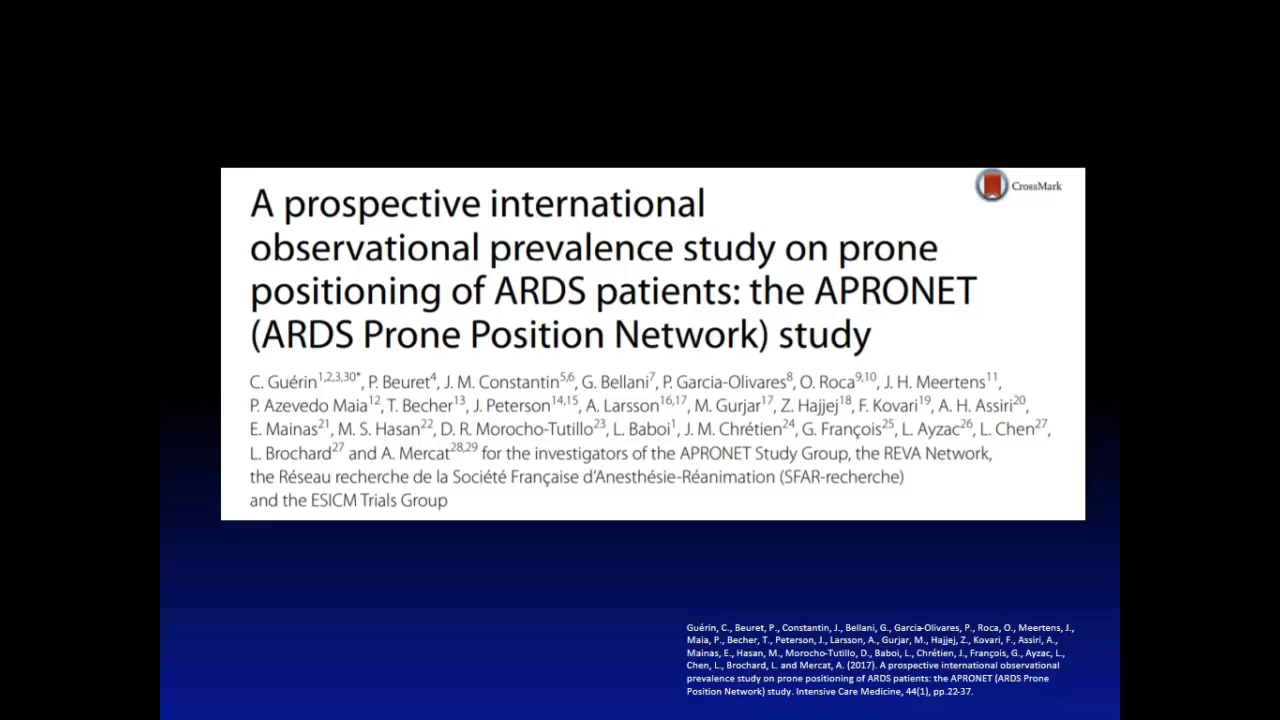 CrossMark
A prospective international
observational prevalence study on prone
positioning of ARDS patients: the APRONET
(ARDS Prone Position Network) study
C. Guérin1,2,3,30*, P. Beuret4, J. M. Constantin5,6, G. Bellani7, P. Garcia-Olivares8, O. Roca9,10, J. H. Meertens11,
P. Azevedo Maia12, T. Becher13, J. Peterson14,15, A. Larsson16,17, M. Gurjar17, Z. Hajjej18, F. Kovari19, A. H. Assiri20,
E. Mainas21, M. S. Hasan22, D. R. Morocho-Tutillo23, L. Baboi1, J. M. Chrétien24, G. François25, L. Ayzac26, L. Chen27,
L. Brochard27 and A. Mercat28,29 for the investigators of the APRONET Study Group, the REVA Network,
the Réseau recherche de la Société Française d'Anesthésie-Réanimation (SFAR-recherche)
and the ESICM Trials Group
Guérin, C., Beuret, P., Constantin, J., Bellani, G., Garcia-Olivares, P., Roca, O., Meertens, J.,
Maia, P., Becher, T., Peterson, J., Larsson, A., Gurjar, M., Hajjej, Z., Kovari, F., Assiri, A.,
Mainas, E., Hasan, M., Morocho-Tutillo, D., Baboi, L., Chrétien, J., François, G., Ayzac, L.,
Chen, L., Brochard, L. and Mercat, A. (2017). A prospective international observational
prevalence study on prone positioning of ARDS patients: the APRONET (ARDS Prone
Position Network) study. Intensive Care Medicine, 44(1), pp.22-37.